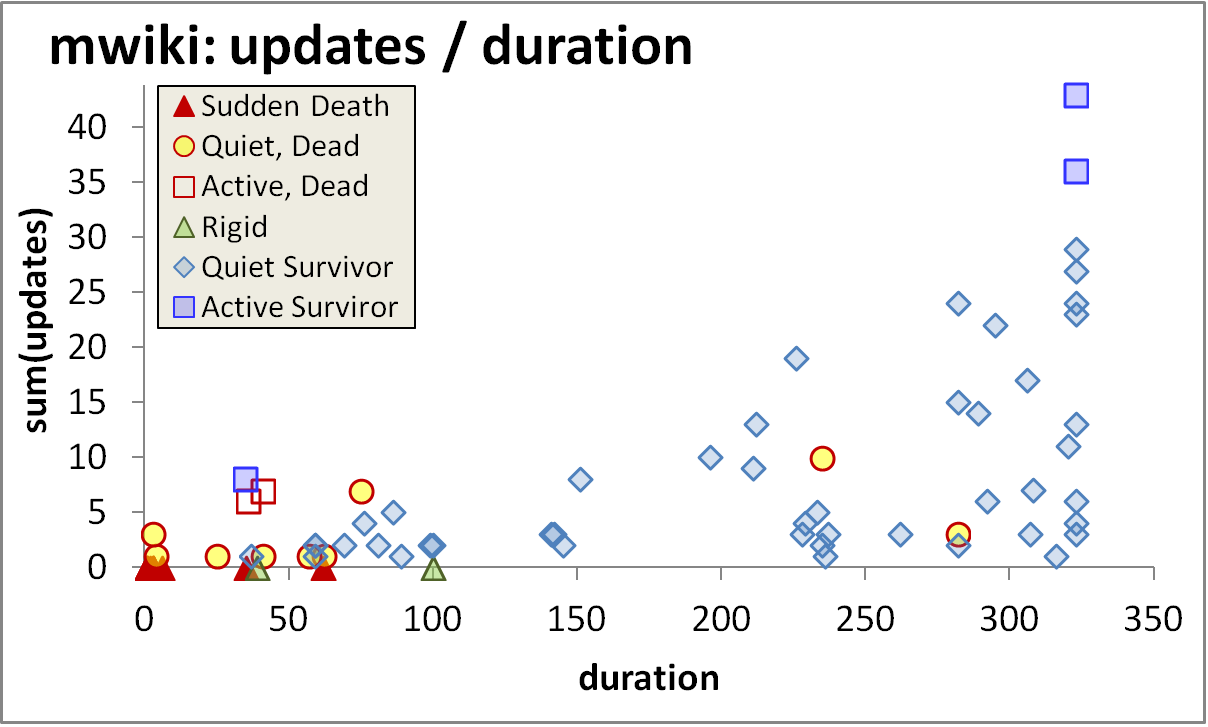 mwiki: updates / duration
Sudden Death
Quiet, Dead
Active, Dead
Rigid
Quiet Survivor
Active Surviror
sum(updates)
40
35
30
25
20
15
10
5
0
0 50 100 150 200 250 300 350
duration